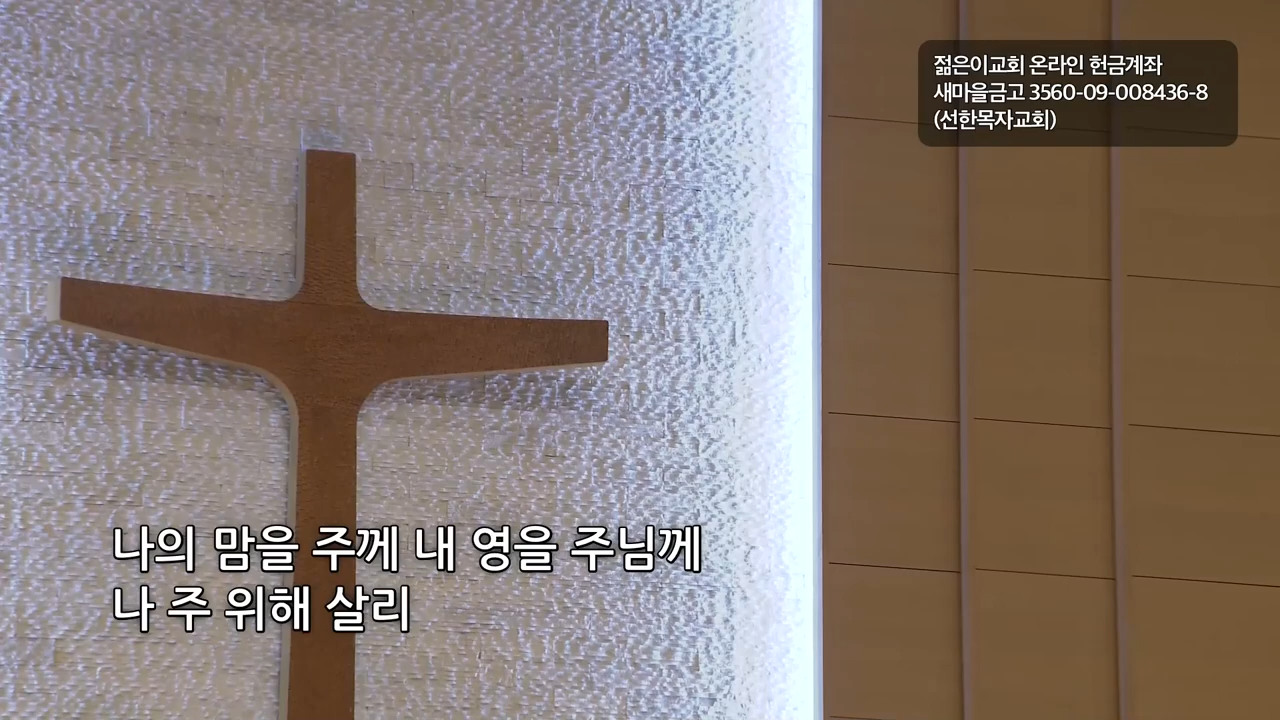 젊은이교회 온라인 헌금계좌
새마을금고 3560-09-008436-8
(선한목자교회)
나의 맘을 주께 내 영을 주님께
나 주 위해 살리